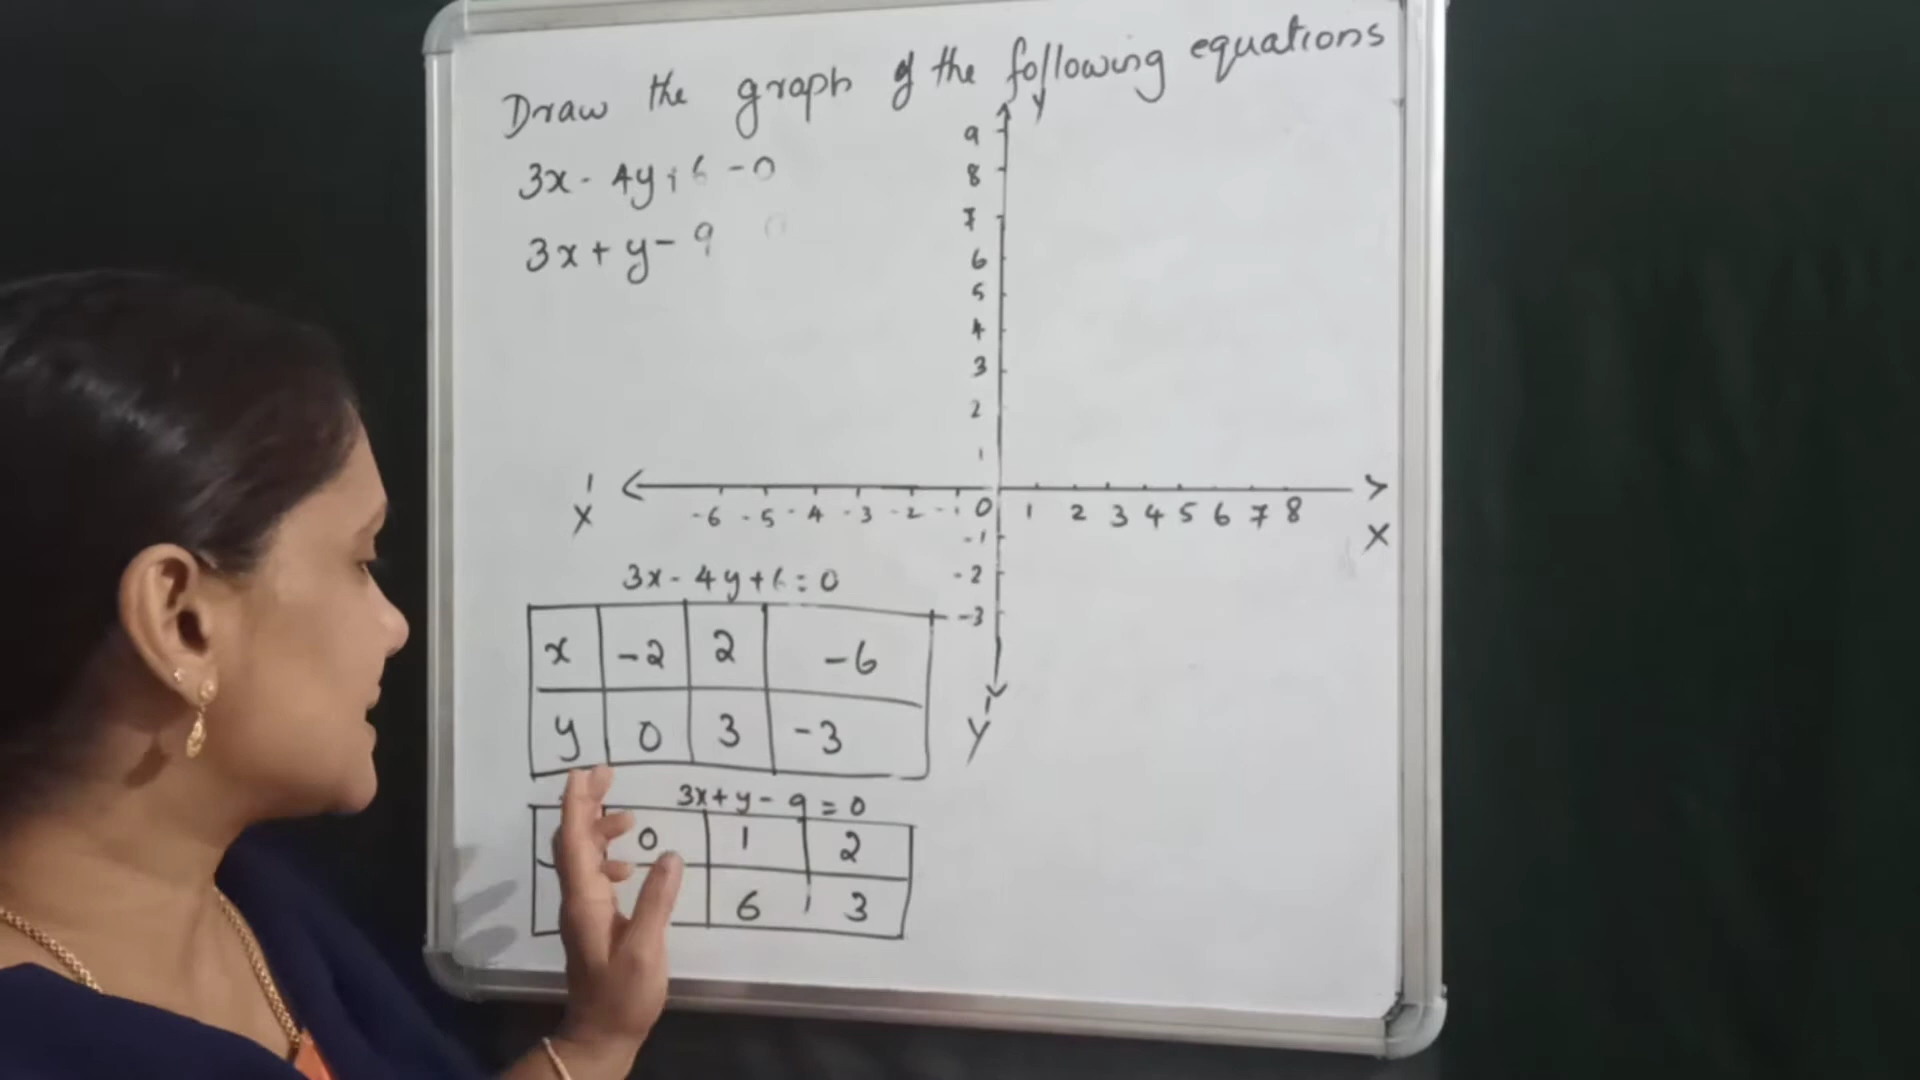 Draw the graph of the following equations
3x - 4y + 6 = 0
3x + y - 9 0
Y
9
8
7
6
5
4
3
2
1
X'
-6 -5 -4 -3 -2 -1 0 1 2 3 4 5 6 7 8
X
-1
-2
-3
Y'
3x - 4y + 6 = 0
x -2 2 -6
y 0 3 -3
3x + y - 9 = 0
0 1 2
6 3